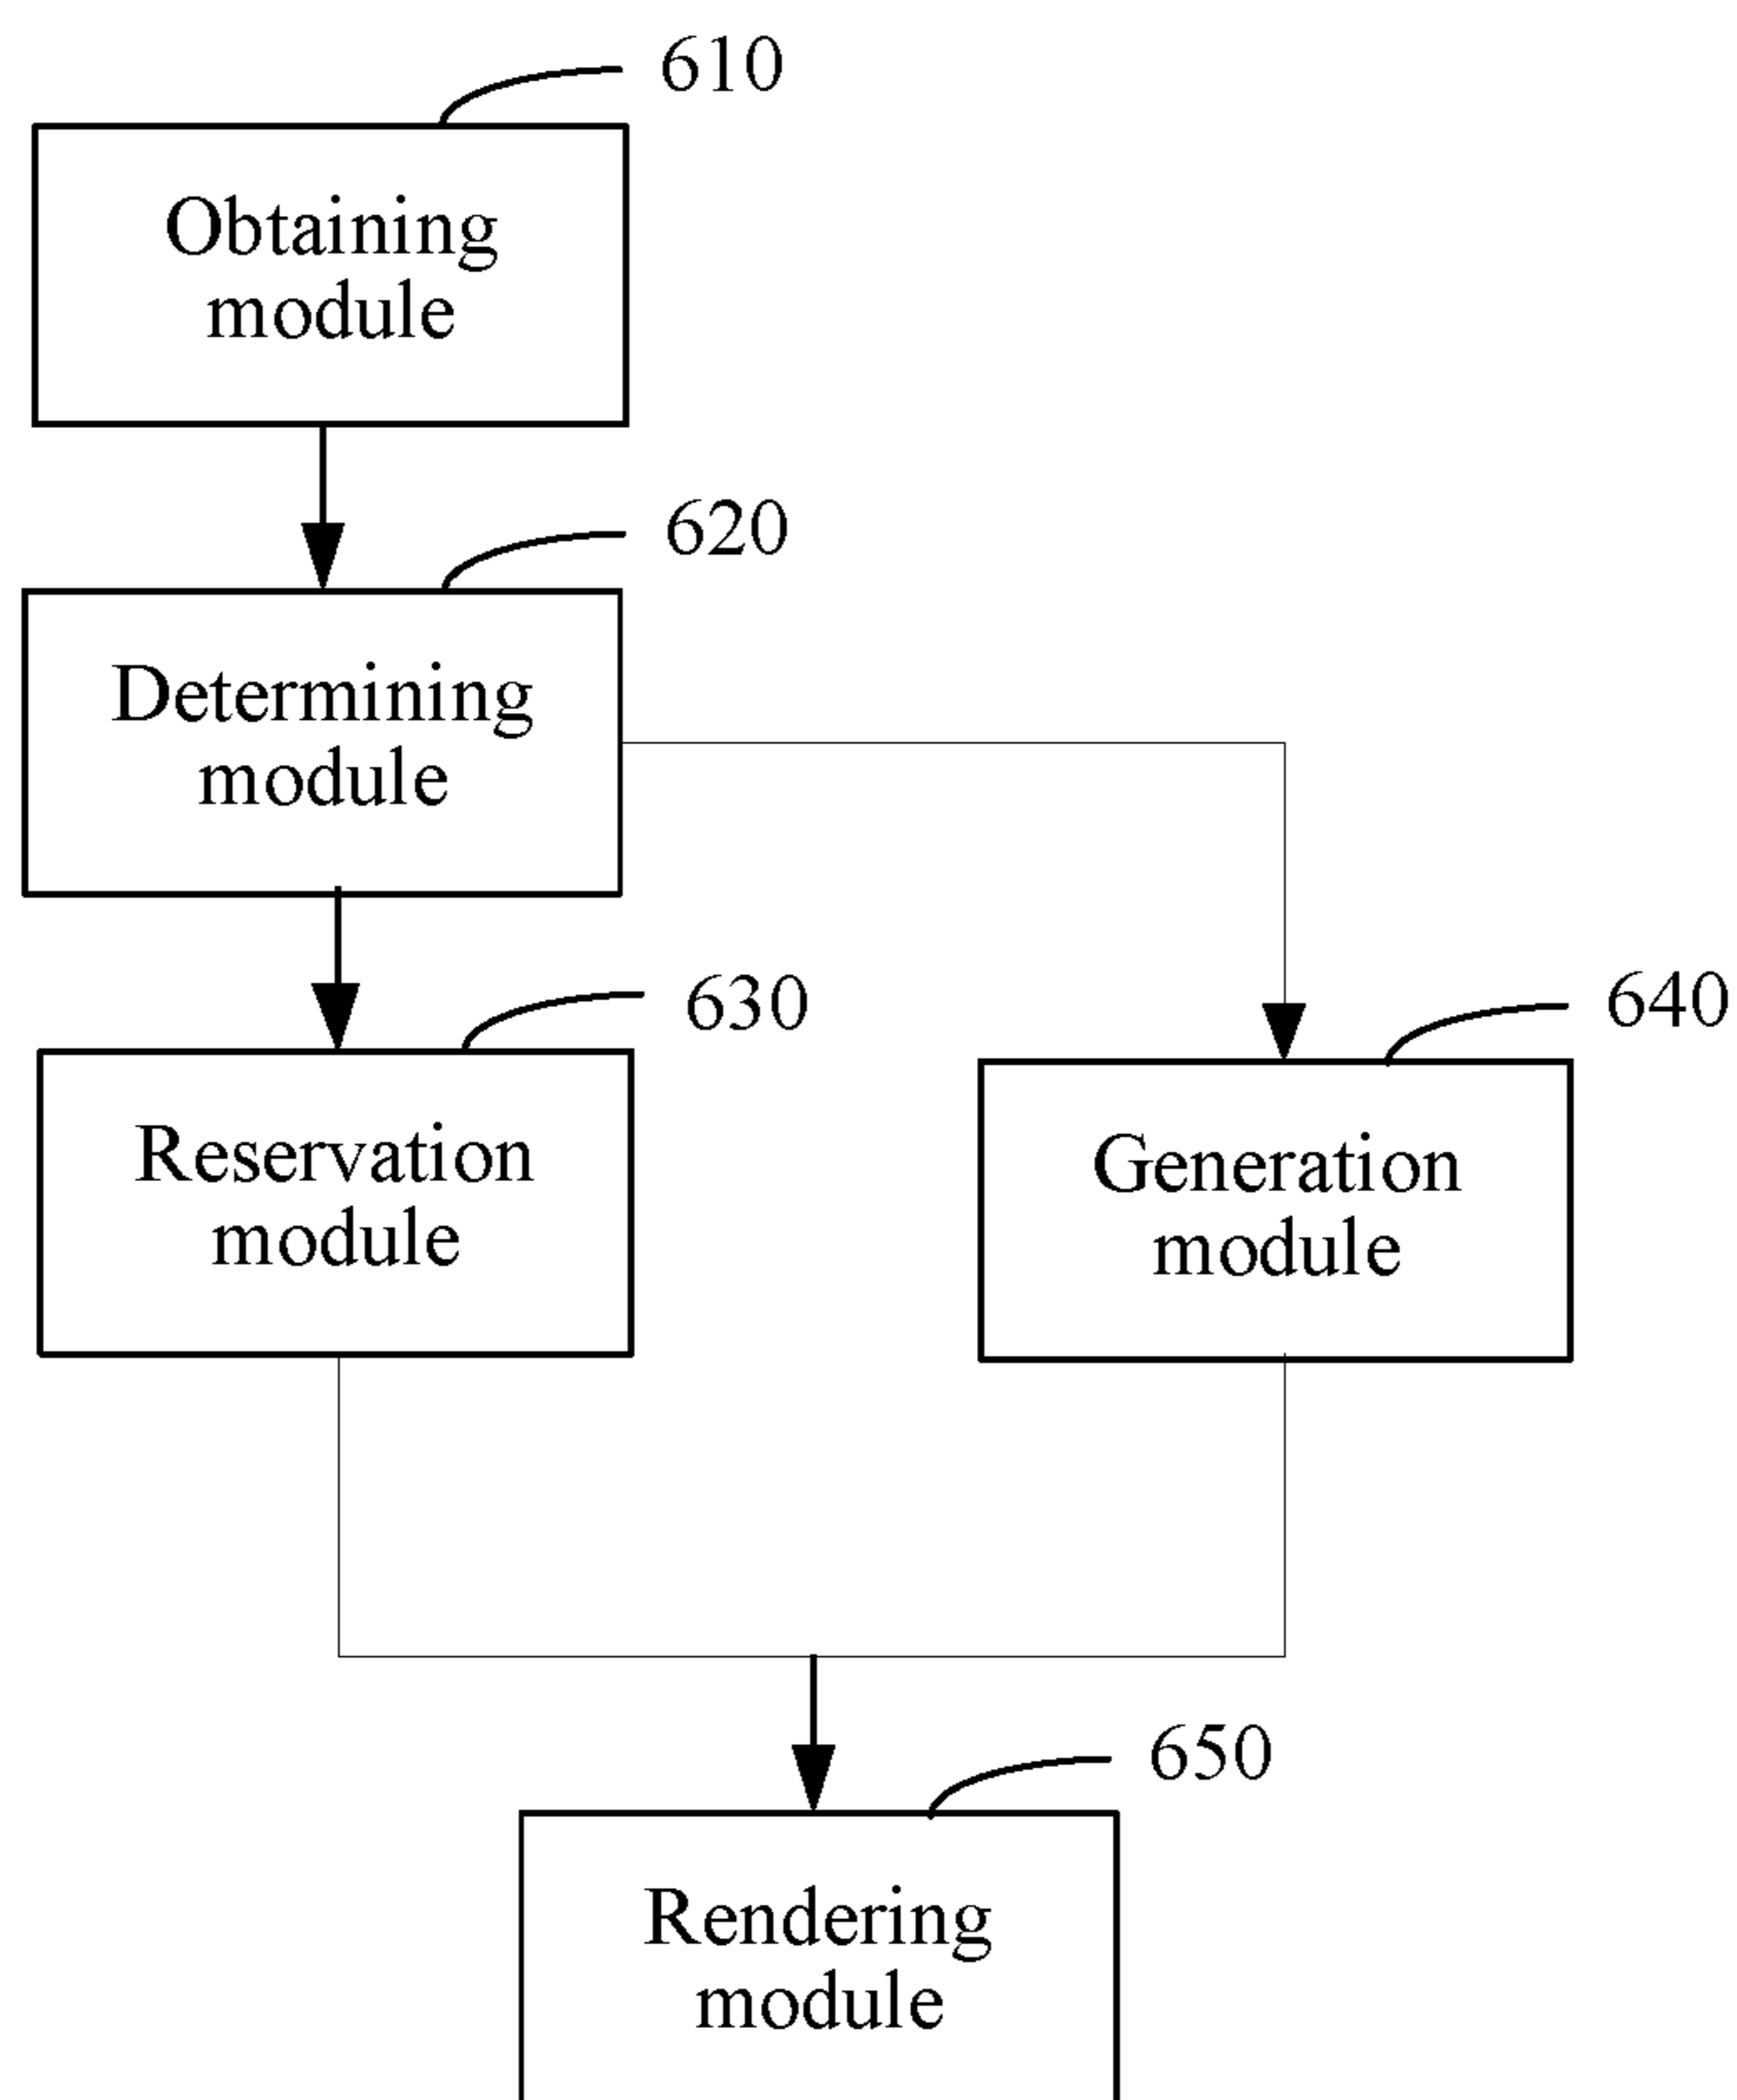 610
Obtaining
module
620
Determining
module
630
640
Reservation
module
Generation
module
650
Rendering
module